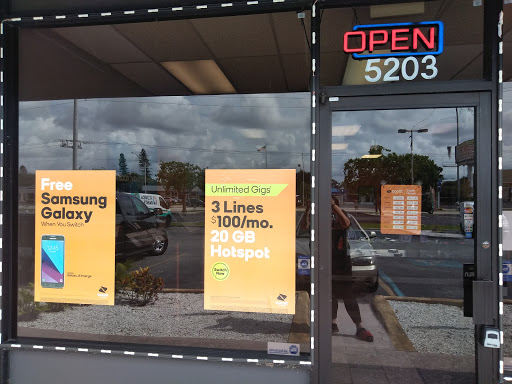 OPEN
5203
Free
Samsung
Galaxy
When You Switch
Unlimited Gigs
3 Lines
$100/mo.
20 GB
Hotspot
Switch
Now